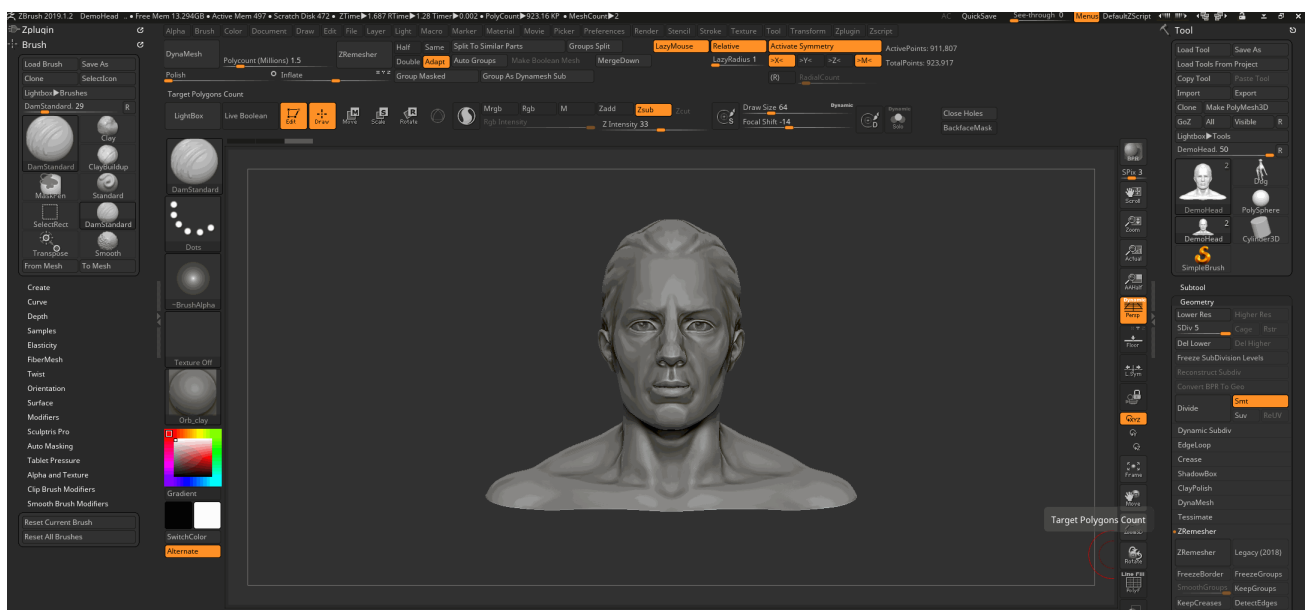 ZBrush 2019.1.2 DemoHead .. • Free Mem 13.294GB • Active Mem 497 • Scratch Disk 472 • ZTime▶1.687 RTime▶1.28 Timer▶0.002 • PolyCount▶923.16 KP • MeshCount▶2 AC QuickSave See-through 0 Menus DefaultZScript
Zplugin
Brush
Load Brush Save As
Clone SelectIcon
Lightbox▶Brushes
DamStandard. 29 R
DamStandard Clay
ClayBuildup
MaskPen Standard
SelectRect DamStandard
Transpose Smooth
From Mesh To Mesh
Create
Curve
Depth
Samples
Elasticity
FiberMesh
Twist
Orientation
Surface
Modifiers
Sculptris Pro
Auto Masking
Tablet Pressure
Alpha and Texture
Clip Brush Modifiers
Smooth Brush Modifiers
Reset Current Brush
Reset All Brushes
Alpha Brush Color Document Draw Edit File Layer Light Macro Marker Material Movie Picker Preferences Render Stencil Stroke Texture Tool Transform Zplugin Zscript
DynaMesh Polycount (Millions) 1.5 ZRemesher Half Same Split To Similar Parts Groups Split LazyMouse Relative Activate Symmetry ActivePoints: 911,807
Double Adapt Auto Groups Make Boolean Mesh MergeDown LazyRadius 1 >X< >Y< >Z< >M< TotalPoints: 923,917
Polish Inflate Group Masked Group As Dynamesh Sub (R) RadialCount
Target Polygons Count
LightBox Live Boolean Edit Draw Move Scale Rotate Mrgb Rgb M Zadd Zsub Zcut Draw Size 64 Dynamic Dynamic Close Holes
Rgb Intensity Z Intensity 33 S Focal Shift -14 D Solo BackfaceMask
DamStandard
Dots
~BrushAlpha
Texture Off
Orb_clay
Gradient
SwitchColor
Alternate
BPR
SPix 3
Scroll
Zoom
Actual
AAHalf
Dynamic
Persp
Floor
L.Sym
Qxyz
Frame
Move
Target Polygons Count
Rotate
Line Fill
PolyF
Tool
Load Tool Save As
Load Tools From Project
Copy Tool Paste Tool
Import Export
Clone Make PolyMesh3D
GoZ All Visible R
Lightbox▶Tools
DemoHead. 50 R
2
DemoHead Dog
PolySphere
2
DemoHead Cylinder3D
SimpleBrush
Subtool
Geometry
Lower Res Higher Res
SDiv 5 Cage Rstr
Del Lower Del Higher
Freeze SubDivision Levels
Reconstruct Subdiv
Convert BPR To Geo
Divide Smt
Suv ReUV
Dynamic Subdiv
EdgeLoop
Crease
ShadowBox
ClayPolish
DynaMesh
Tessimate
ZRemesher
ZRemesher Legacy (2018)
FreezeBorder FreezeGroups
SmoothGroups KeepGroups
KeepCreases DetectEdges